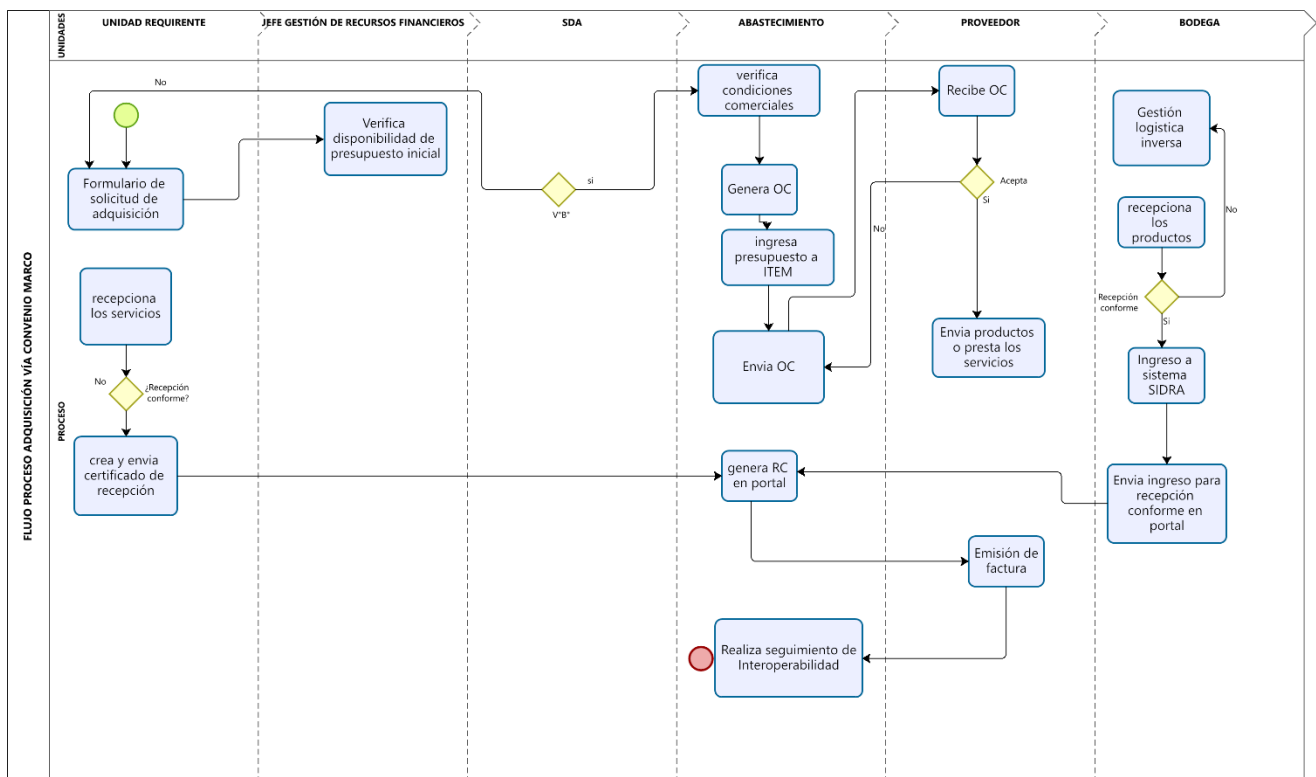 FLUJO PROCESO ADQUISICIÓN VÍA CONVENIO MARCO
UNIDADES
PROCESO
UNIDAD REQUIRENTE
JEFE GESTIÓN DE RECURSOS FINANCIEROS
SDA
ABASTECIMIENTO
PROVEEDOR
BODEGA
No
Formulario de
solicitud de
adquisición
Verifica
disponibilidad de
presupuesto inicial
si
V°B°
verifica
condiciones
comerciales
Genera OC
ingresa
presupuesto a
ITEM
Envia OC
Recibe OC
Acepta
Si
No
Envia productos
o presta los
servicios
Gestión
logistica
inversa
recepciona
los
productos
No
Recepción
conforme
Si
Ingreso a
sistema
SIDRA
Envia ingreso para
recepción
conforme en
portal
recepciona
los servicios
No
¿Recepción
conforme?
crea y envia
certificado de
recepción
genera RC
en portal
Emisión de
factura
Realiza seguimiento de
Interoperabilidad